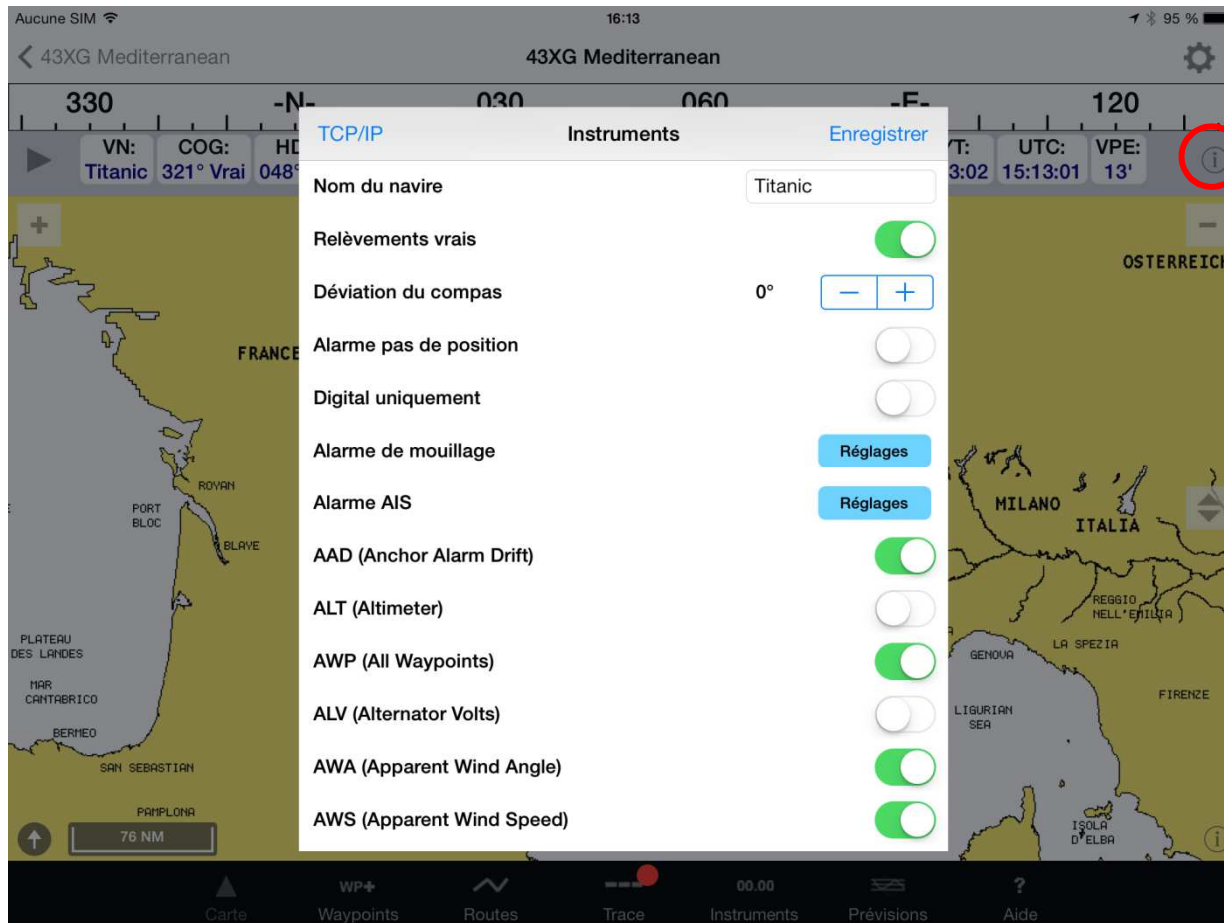 Aucune SIM 16:13 95 %
43XG Mediterranean 43XG Mediterranean
330 -N- 030 060 -E- 120
VN: COG: HD /T: UTC: VPE:
Titanic 321° Vrai 048° 3:02 15:13:01 13'
TCP/IP Instruments Enregistrer
Nom du navire Titanic
Relèvements vrais
Déviation du compas 0° − +
Alarme pas de position
Digital uniquement
Alarme de mouillage Réglages
Alarme AIS Réglages
AAD (Anchor Alarm Drift)
ALT (Altimeter)
AWP (All Waypoints)
ALV (Alternator Volts)
AWA (Apparent Wind Angle)
AWS (Apparent Wind Speed)
OSTERREICH
FRANCE
ROYAN
PORT
BLOC
BLAYE
PLATEAU
DES LANDES
MAR
CANTABRICO
BERMEO
SAN SEBASTIAN
PAMPLONA
76 NM
MILANO
ITALIA
REGGIO
NELL'EMILIA
GENOVA
LA SPEZIA
FIRENZE
LIGURIAN
SEA
ISOLA
D'ELBA
WP+ 00.00 ?
Carte Waypoints Routes Trace Instruments Prévisions Aide